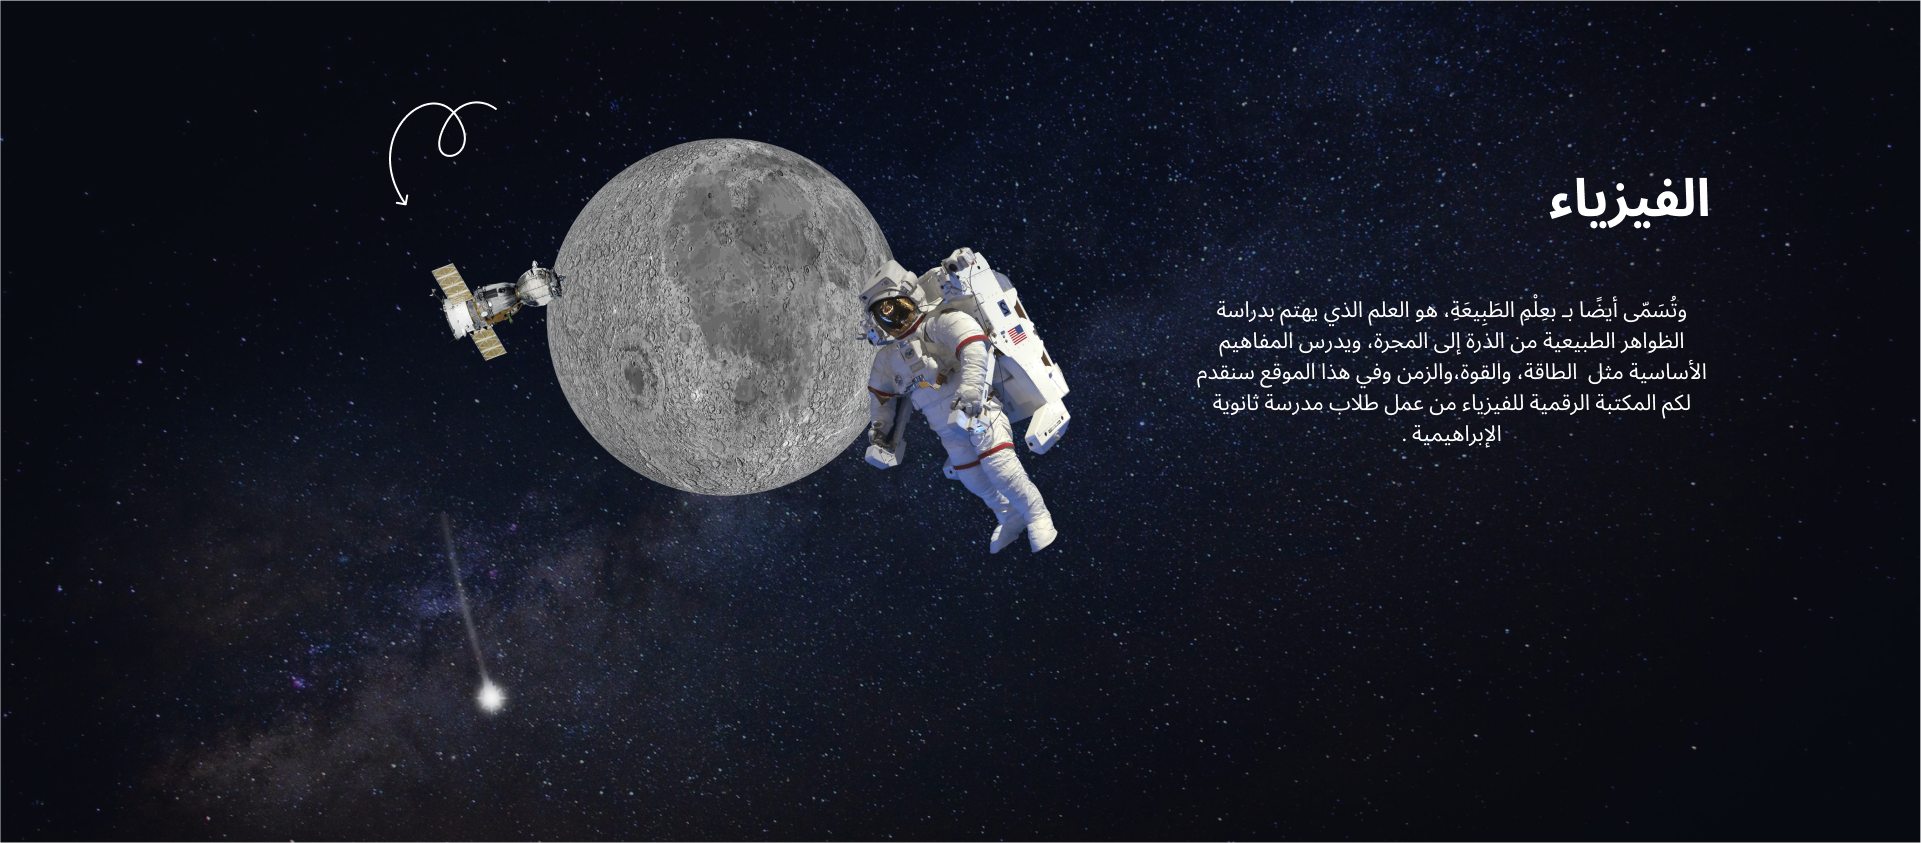 الفيزياء
وتُسَمّى أيضًا بـ بعِلْمِ الطَبِيعَةِ، هو العلم الذي يهتم بدراسة
الظواهر الطبيعية من الذرة إلى المجرة، ويدرس المفاهيم
الأساسية مثل  الطاقة، والقوة،والزمن وفي هذا الموقع سنقدم
لكم المكتبة الرقمية للفيزياء من عمل طلاب مدرسة ثانوية
الإبراهيمية .